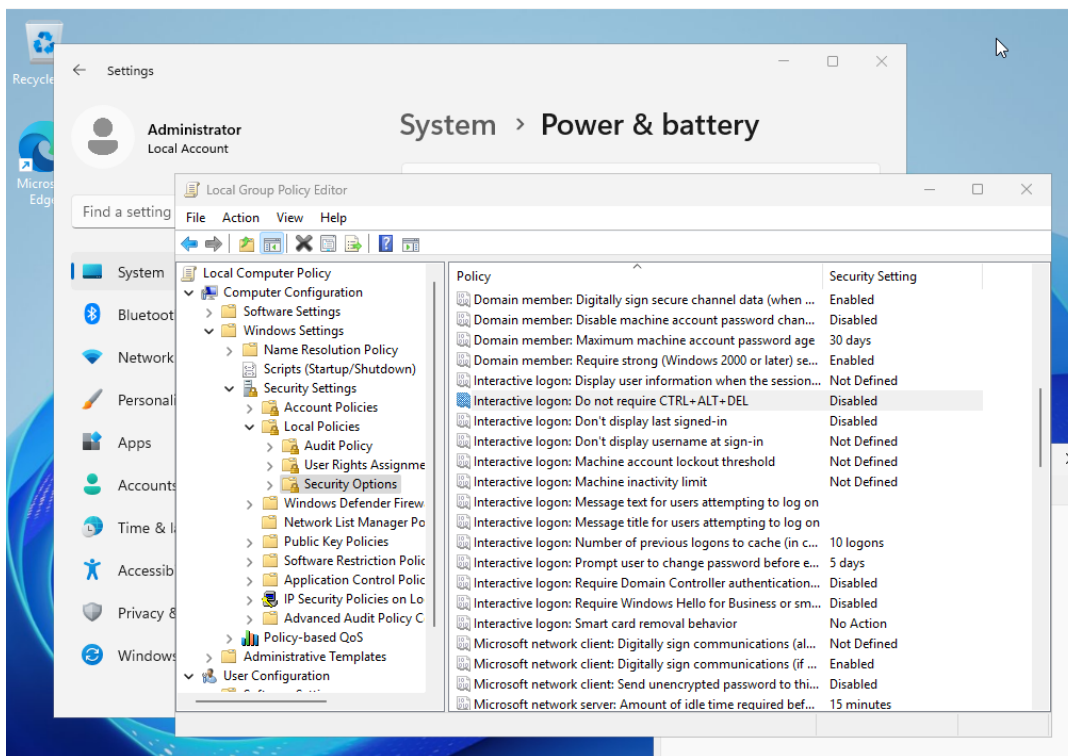 Recycle
Micros
Edge
Settings
Administrator
Local Account
System > Power & battery
Find a setting
System
Bluetoot
Network
Personali
Apps
Accounts
Time & la
Accessib
Privacy &
Windows
Local Group Policy Editor
File Action View Help
Local Computer Policy
Computer Configuration
Software Settings
Windows Settings
Name Resolution Policy
Scripts (Startup/Shutdown)
Security Settings
Account Policies
Local Policies
Audit Policy
User Rights Assignme
Security Options
Windows Defender Firew
Network List Manager Po
Public Key Policies
Software Restriction Polic
Application Control Polic
IP Security Policies on Lo
Advanced Audit Policy C
Policy-based QoS
Administrative Templates
User Configuration
Policy Security Setting
Domain member: Digitally sign secure channel data (when ... Enabled
Domain member: Disable machine account password chan... Disabled
Domain member: Maximum machine account password age 30 days
Domain member: Require strong (Windows 2000 or later) se... Enabled
Interactive logon: Display user information when the session... Not Defined
Interactive logon: Do not require CTRL+ALT+DEL Disabled
Interactive logon: Don't display last signed-in Disabled
Interactive logon: Don't display username at sign-in Not Defined
Interactive logon: Machine account lockout threshold Not Defined
Interactive logon: Machine inactivity limit Not Defined
Interactive logon: Message text for users attempting to log on
Interactive logon: Message title for users attempting to log on
Interactive logon: Number of previous logons to cache (in c... 10 logons
Interactive logon: Prompt user to change password before e... 5 days
Interactive logon: Require Domain Controller authentication... Disabled
Interactive logon: Require Windows Hello for Business or sm... Disabled
Interactive logon: Smart card removal behavior No Action
Microsoft network client: Digitally sign communications (al... Not Defined
Microsoft network client: Digitally sign communications (if ... Enabled
Microsoft network client: Send unencrypted password to thi... Disabled
Microsoft network server: Amount of idle time required bef... 15 minutes